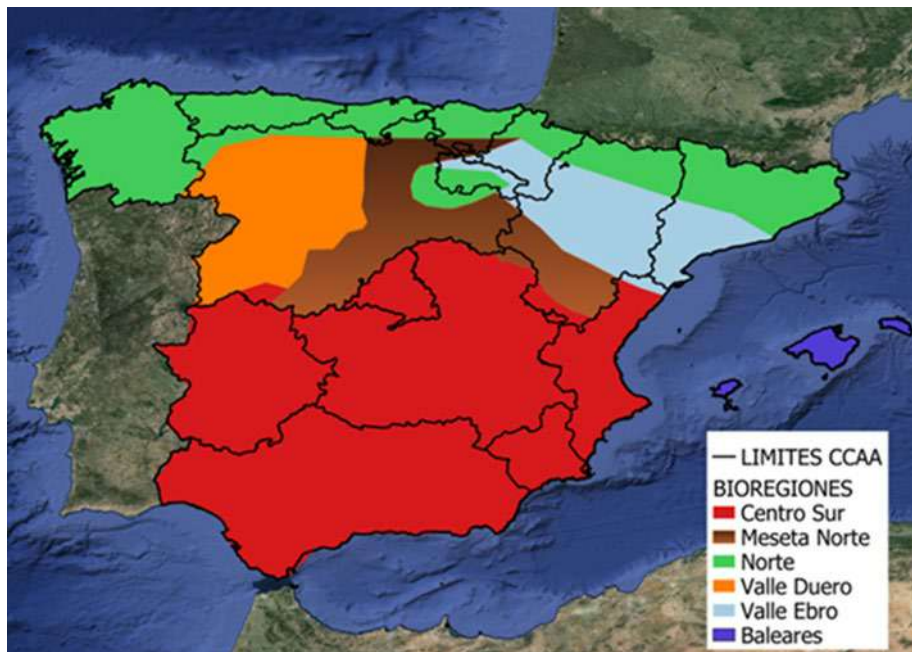 LIMITES CCAA
BIOREGIONES
Centro Sur
Meseta Norte
Norte
Valle Duero
Valle Ebro
Baleares